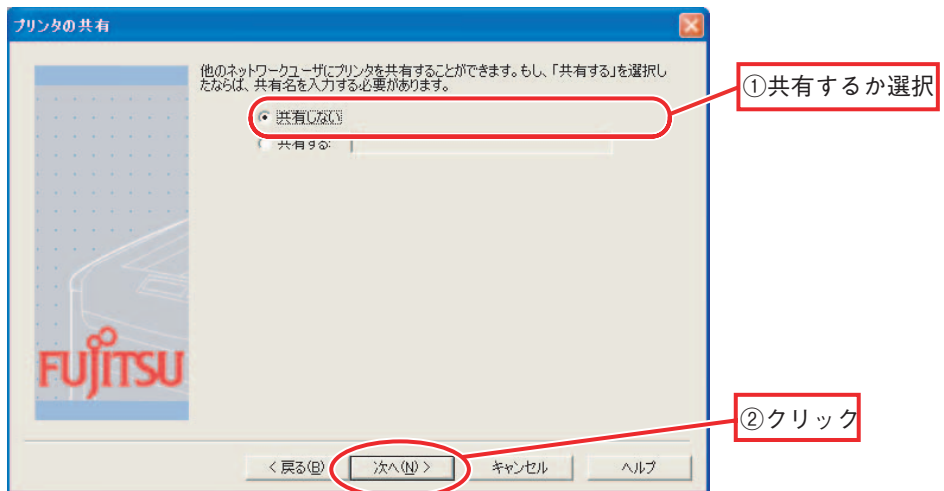 プリンタの共有
他のネットワークユーザにプリンタを共有することができます。もし、「共有する」を選択し
たならば、共有名を入力する必要があります。
①共有するか選択
共有しない
共有する:
FUJITSU
②クリック
< 戻る(B)
次へ(N) >
キャンセル
ヘルプ